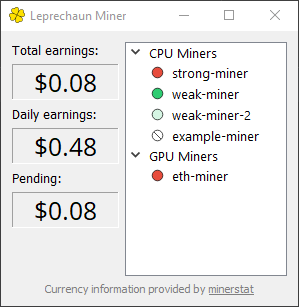 Leprechaun Miner
Total earnings:
$0.08
Daily earnings:
$0.48
Pending:
$0.08
CPU Miners
strong-miner
weak-miner
weak-miner-2
example-miner
GPU Miners
eth-miner
Currency information provided by minerstat